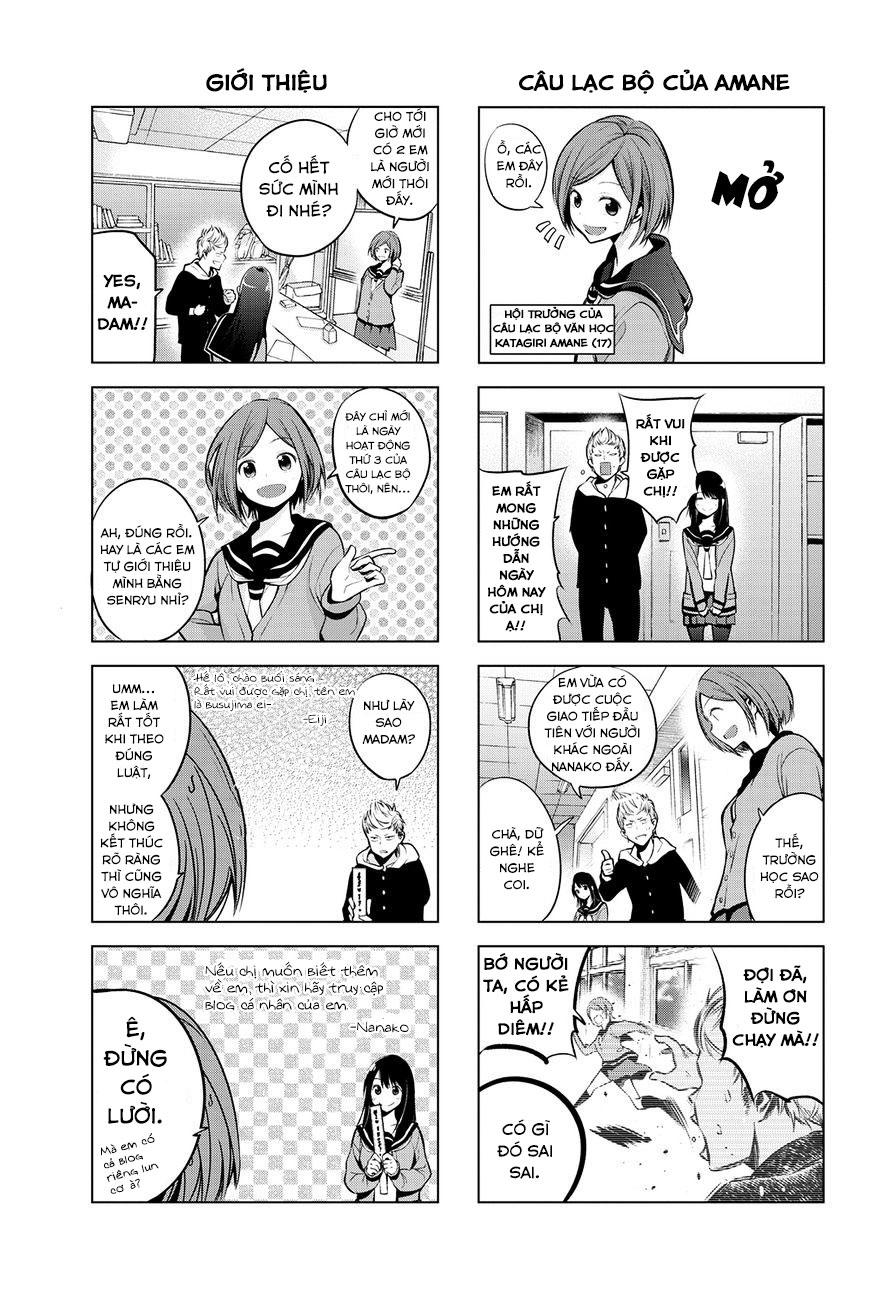 CÂU LẠC BỘ CỦA AMANE
MỞ
Ồ, CÁC
EM ĐÂY
RỒI.
HỘI TRƯỞNG CỦA
CÂU LẠC BỘ VĂN HỌC
KATAGIRI AMANE (17)
RẤT VUI
KHI
ĐƯỢC
GẶP
CHỊ!!
EM RẤT
MONG
NHỮNG
HƯỚNG
DẪN
NGÀY
HÔM NAY
CỦA CHỊ
Ạ!!
THẾ,
TRƯỜNG
HỌC SAO
RỒI?
EM VỪA CÓ
ĐƯỢC CUỘC
GIAO TIẾP ĐẦU
TIÊN VỚI NGƯỜI
KHÁC NGOÀI
NANAKO ĐẤY.
CHÀ, DỮ
GHÊ! KỂ
NGHE
COI.
ĐỢI ĐÃ,
LÀM ƠN
ĐỪNG
CHẠY MÀ!!
BỚ NGƯỜI
TA, CÓ KẺ
HẤP
DIÊM!!
CÓ GÌ
ĐÓ SAI
SAI.
GIỚI THIỆU
CHO TỚI
GIỜ MỚI
CÓ 2 EM
LÀ NGƯỜI
MỚI THÔI
ĐẤY.
CỐ HẾT
SỨC MÌNH
ĐI NHÉ?
YES,
MA-
DAM!!
ĐÂY CHỈ MỚI
LÀ NGÀY
HOẠT ĐỘNG
THỨ 3 CỦA
CÂU LẠC BỘ
THÔI, NÊN...
AH, ĐÚNG RỒI.
HAY LÀ CÁC EM
TỰ GIỚI THIỆU
MÌNH BẰNG
SENRYU NHỈ?
NHƯ LÀY
SAO
MADAM?
Hê ló, chào buổi sáng
Rất vui được gặp chị, tên em
là Busujima ei-
-Eiji
UMM...
EM LÀM
RẤT TỐT
KHI THEO
ĐÚNG
LUẬT,
NHƯNG
KHÔNG
KẾT THÚC
RÕ RÀNG
THÌ CŨNG
VÔ NGHĨA
THÔI.
Nếu chị muốn biết thêm
về em, thì xin hãy truy cập
BLOG cá nhân của em.
-Nanako
Ê,
ĐỪNG
CÓ
LƯỜI.
Mà em có
cả BLOG
riêng lun
cơ à?